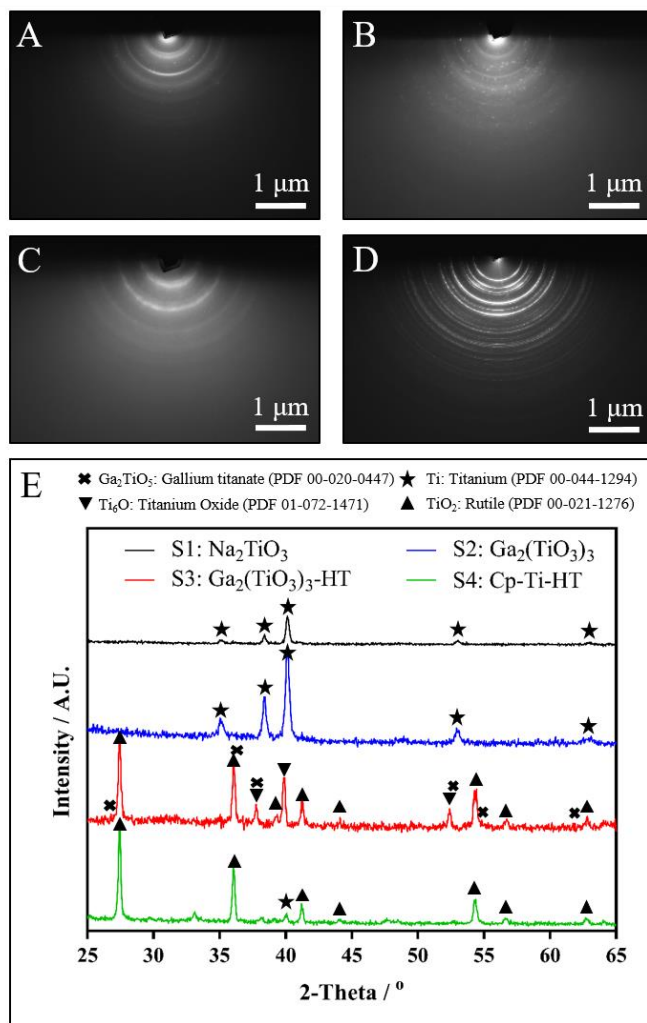 A
B
1 μm
1 μm
C
D
1 μm
1 μm
E
✖ Ga₂TiO₅: Gallium titanate (PDF 00-020-0447) ★ Ti: Titanium (PDF 00-044-1294)
▼ Ti₆O: Titanium Oxide (PDF 01-072-1471) ▲ TiO₂: Rutile (PDF 00-021-1276)
S1: Na₂TiO₃ S2: Ga₂(TiO₃)₃
S3: Ga₂(TiO₃)₃-HT S4: Cp-Ti-HT
Intensity / A.U.
25 30 35 40 45 50 55 60 65
2-Theta / °